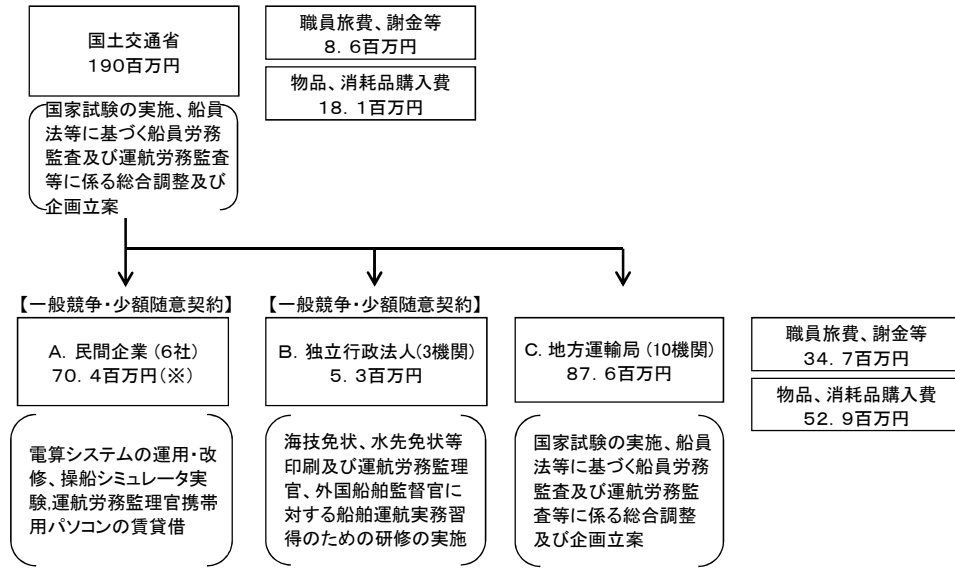 国土交通省
190百万円
職員旅費、謝金等
８．６百万円
物品、消耗品購入費
１８．１百万円
国家試験の実施、船員
法等に基づく船員労務
監査及び運航労務監査
等に係る総合調整及び
企画立案
【一般競争・少額随意契約】
A．民間企業（６社）
７０．４百万円（※）
電算システムの運用・改
修、操船シミュレータ実
験,運航労務監理官携帯
用パソコンの賃貸借
【一般競争・少額随意契約】
B．独立行政法人(3機関)
５．３百万円
海技免状、水先免状等
印刷及び運航労務監理
官、外国船舶監督官に
対する船舶運航実務習
得のための研修の実施
C．地方運輸局（10機関）
８７．６百万円
国家試験の実施、船員
法等に基づく船員労務
監査及び運航労務監
査等に係る総合調整
及び企画立案
職員旅費、謝金等
３４．７百万円
物品、消耗品購入費
５２．９百万円